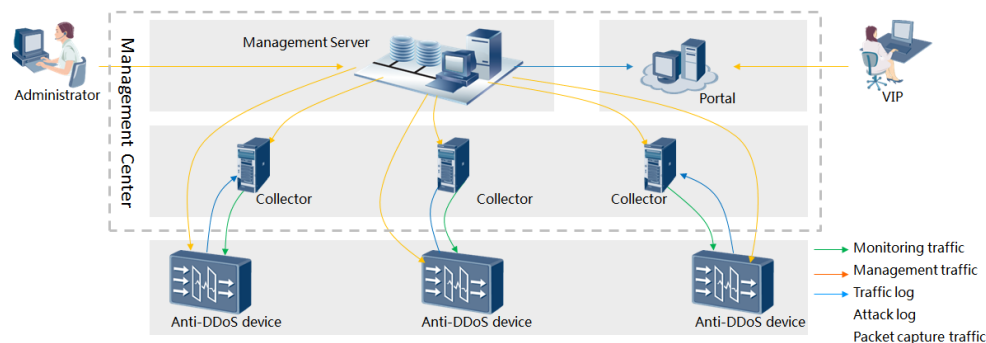 Management Center
Management Server
Administrator
Portal
VIP
Collector
Collector
Collector
Anti-DDoS device
Anti-DDoS device
Anti-DDoS device
Monitoring traffic
Management traffic
Traffic log
Attack log
Packet capture traffic